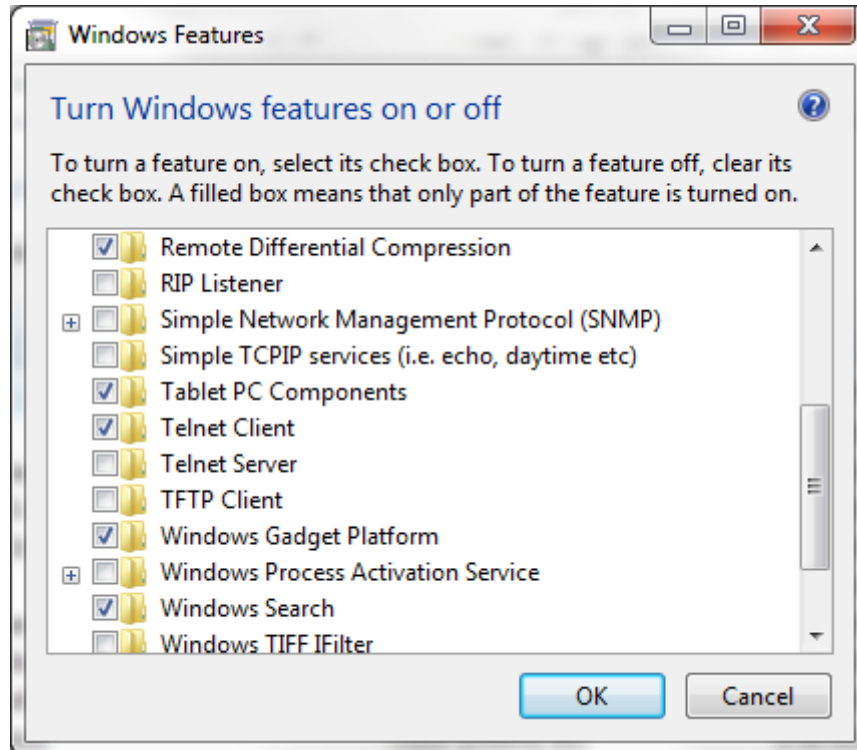 Windows Features
Turn Windows features on or off
To turn a feature on, select its check box. To turn a feature off, clear its
check box. A filled box means that only part of the feature is turned on.
Remote Differential Compression
RIP Listener
Simple Network Management Protocol (SNMP)
Simple TCPIP services (i.e. echo, daytime etc)
Tablet PC Components
Telnet Client
Telnet Server
TFTP Client
Windows Gadget Platform
Windows Process Activation Service
Windows Search
Windows TIFF IFilter
OK
Cancel